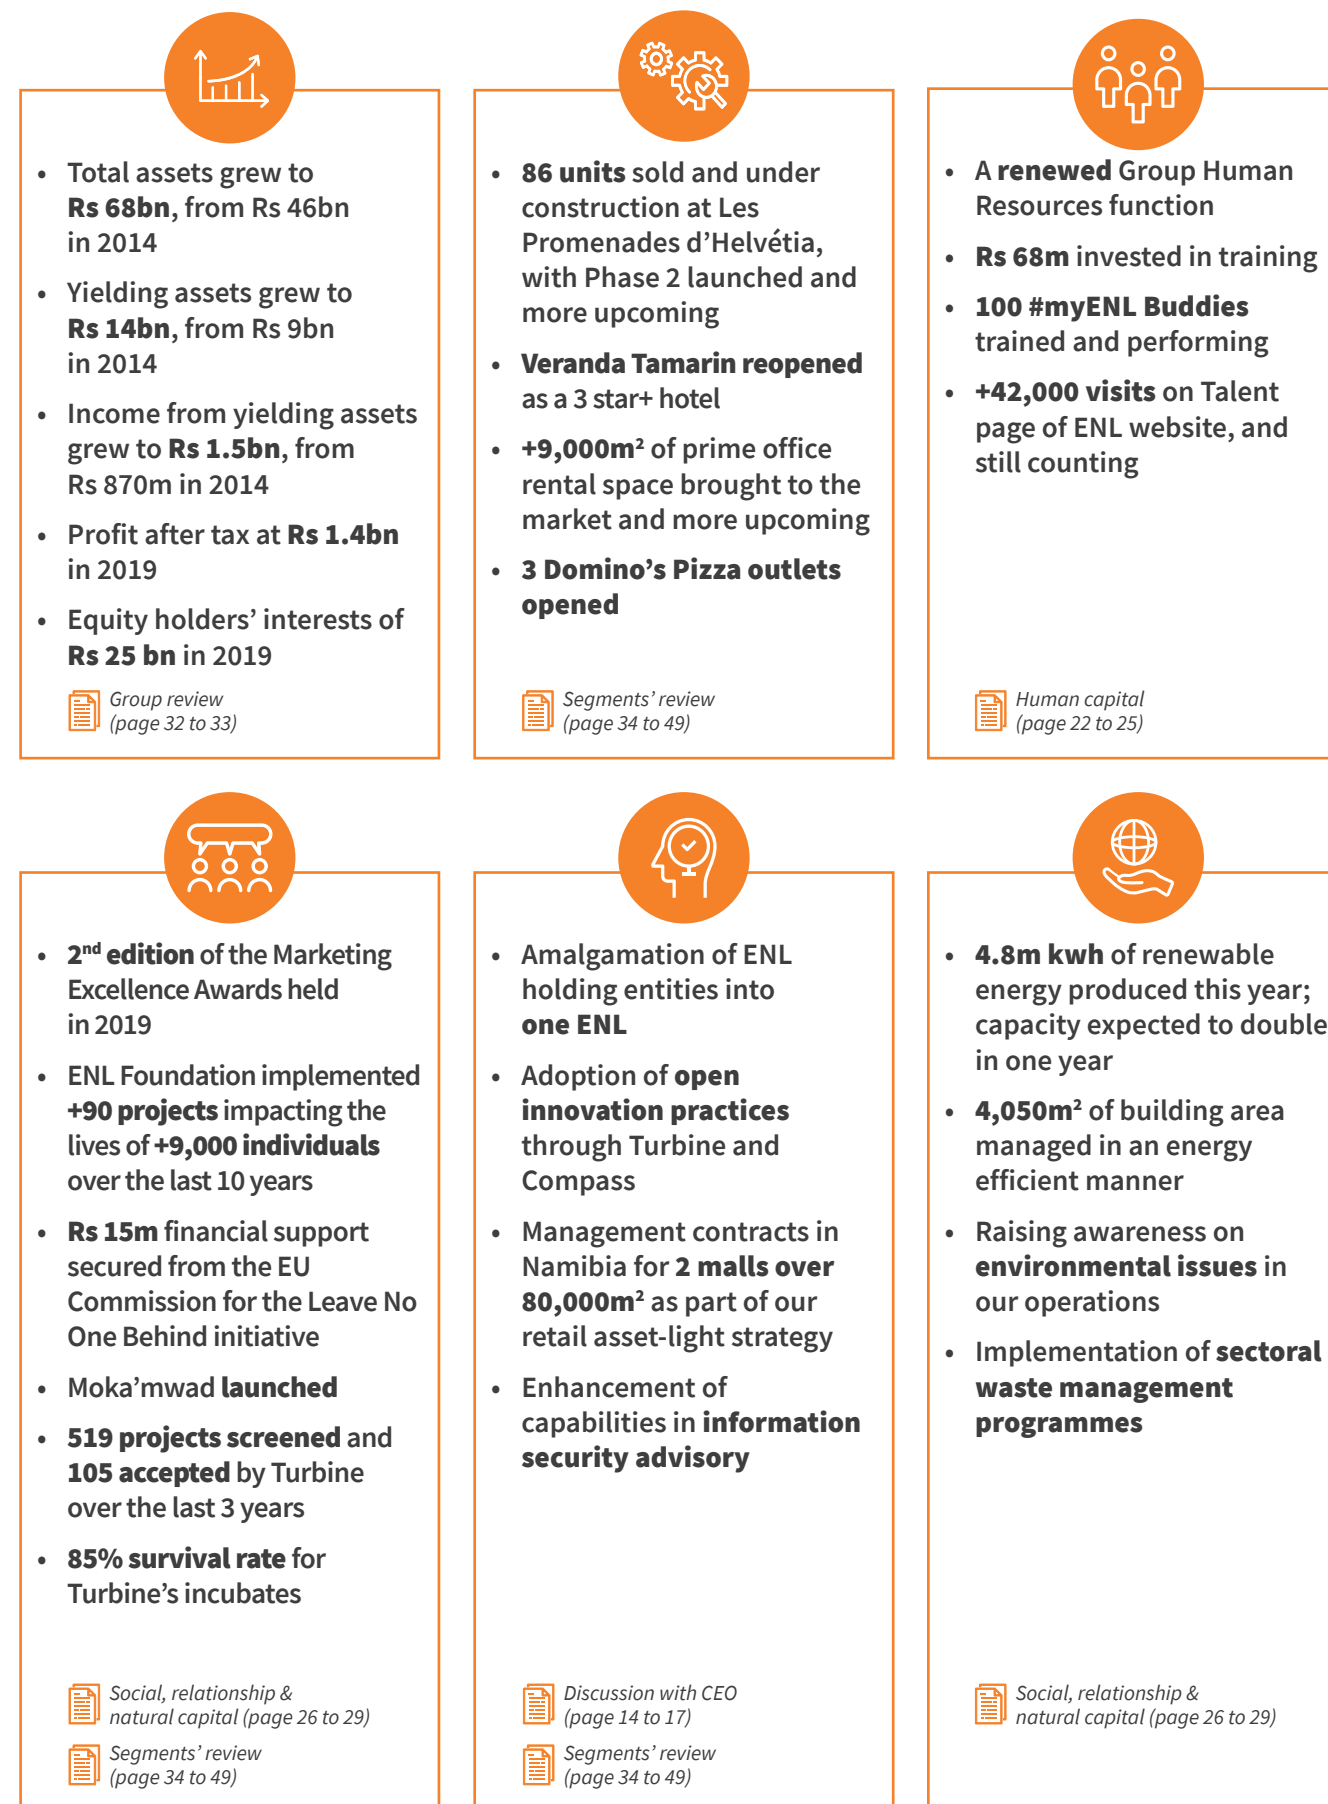 • Total assets grew to
Rs 68bn, from Rs 46bn
in 2014
• Yielding assets grew to
Rs 14bn, from Rs 9bn
in 2014
• Income from yielding assets
grew to Rs 1.5bn, from
Rs 870m in 2014
• Profit after tax at Rs 1.4bn
in 2019
• Equity holders’ interests of
Rs 25 bn in 2019
Group review
(page 32 to 33)
• 86 units sold and under
construction at Les
Promenades d’Helvétia,
with Phase 2 launched and
more upcoming
• Veranda Tamarin reopened
as a 3 star+ hotel
• +9,000m² of prime office
rental space brought to the
market and more upcoming
• 3 Domino’s Pizza outlets
opened
Segments’ review
(page 34 to 49)
• A renewed Group Human
Resources function
• Rs 68m invested in training
• 100 #myENL Buddies
trained and performing
• +42,000 visits on Talent
page of ENL website, and
still counting
Human capital
(page 22 to 25)
• 2nd edition of the Marketing
Excellence Awards held
in 2019
• ENL Foundation implemented
+90 projects impacting the
lives of +9,000 individuals
over the last 10 years
• Rs 15m financial support
secured from the EU
Commission for the Leave No
One Behind initiative
• Moka’mwad launched
• 519 projects screened and
105 accepted by Turbine
over the last 3 years
• 85% survival rate for
Turbine’s incubates
Social, relationship &
natural capital (page 26 to 29)
Segments’ review
(page 34 to 49)
• Amalgamation of ENL
holding entities into
one ENL
• Adoption of open
innovation practices
through Turbine and
Compass
• Management contracts in
Namibia for 2 malls over
80,000m² as part of our
retail asset-light strategy
• Enhancement of
capabilities in information
security advisory
Discussion with CEO
(page 14 to 17)
Segments’ review
(page 34 to 49)
• 4.8m kwh of renewable
energy produced this year;
capacity expected to double
in one year
• 4,050m² of building area
managed in an energy
efficient manner
• Raising awareness on
environmental issues in
our operations
• Implementation of sectoral
waste management
programmes
Social, relationship &
natural capital (page 26 to 29)